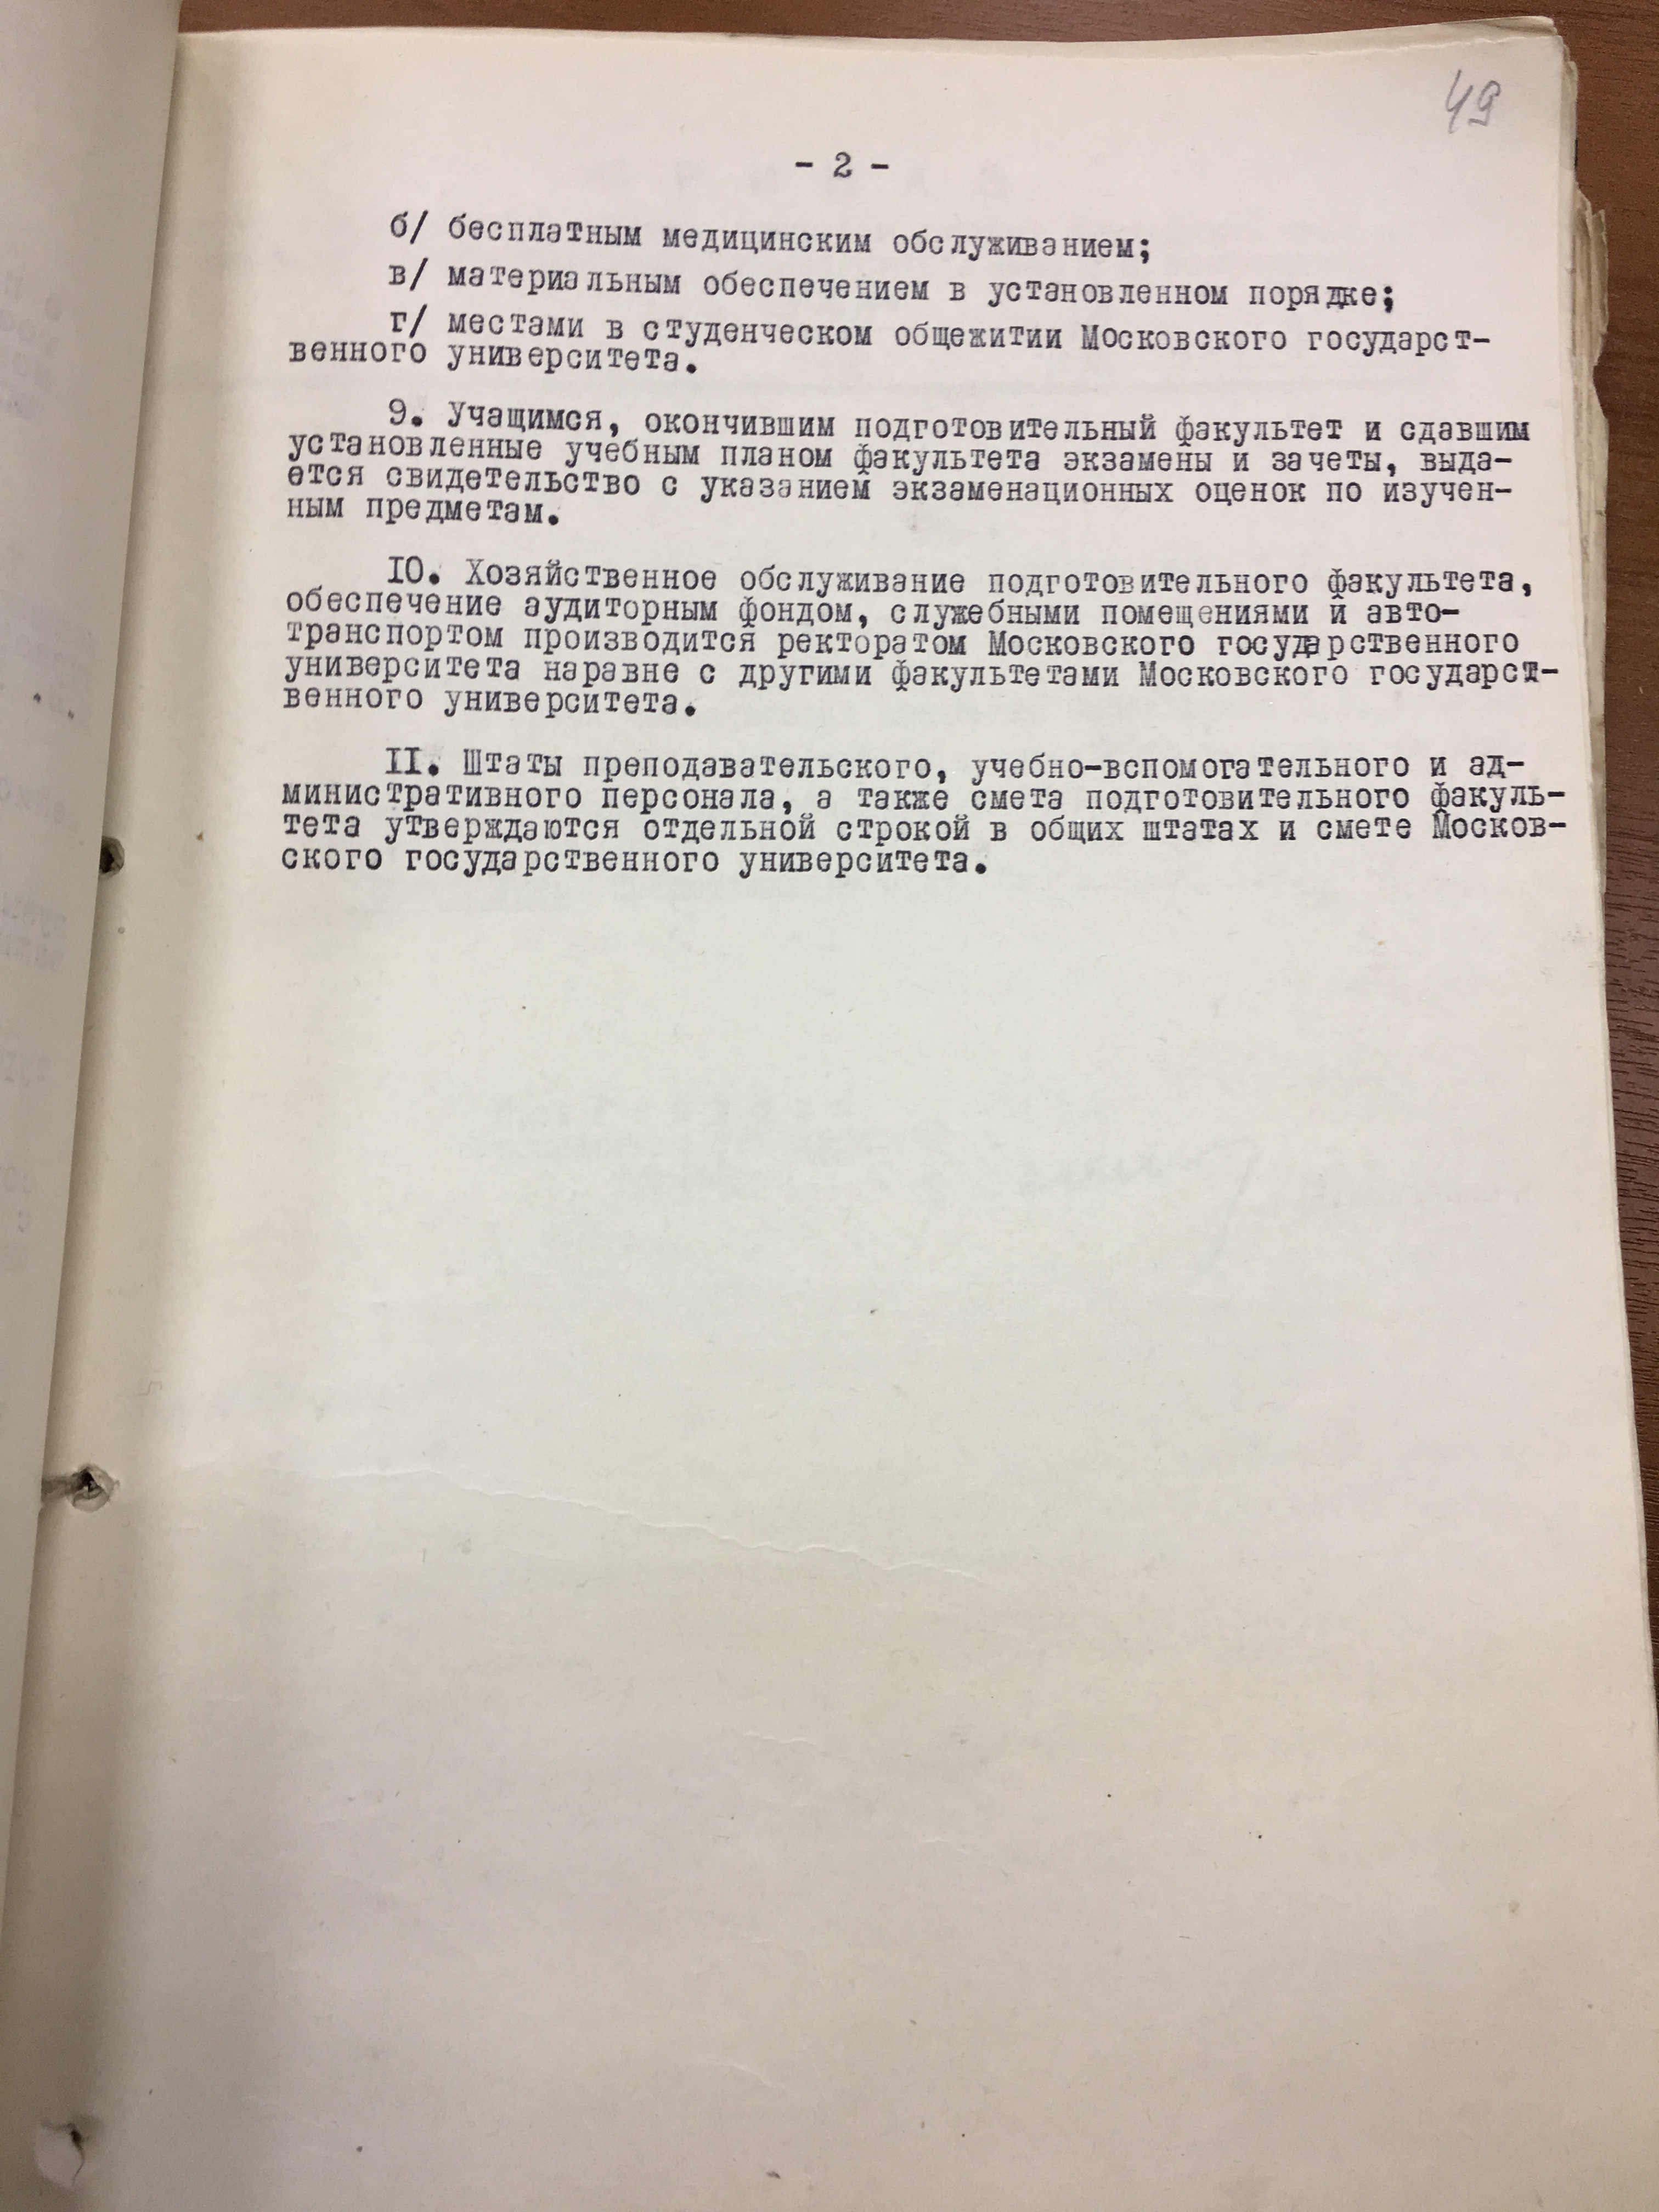 49
- 2 -
б/ бесплатным медицинским обслуживанием;
в/ материальным обеспечением в установленном порядке;
г/ местами в студенческом общежитии Московского государст-
венного университета.
9. Учащимся, окончившим подготовительный факультет и сдавшим
установленные учебным планом факультета экзамены и зачеты, выда-
ется свидетельство с указанием экзаменационных оценок по изучен-
ным предметам.
IO. Хозяйственное обслуживание подготовительного факультета,
обеспечение аудиторным фондом, служебными помещениями и авто-
транспортом производится ректоратом Московского государственного
университета наравне с другими факультетами Московского государст-
венного университета.
II. Штаты преподавательского, учебно-вспомогательного и ад-
министративного персонала, а также смета подготовительного факуль-
тета утверждаются отдельной строкой в общих штатах и смете Москов-
ского государственного университета.